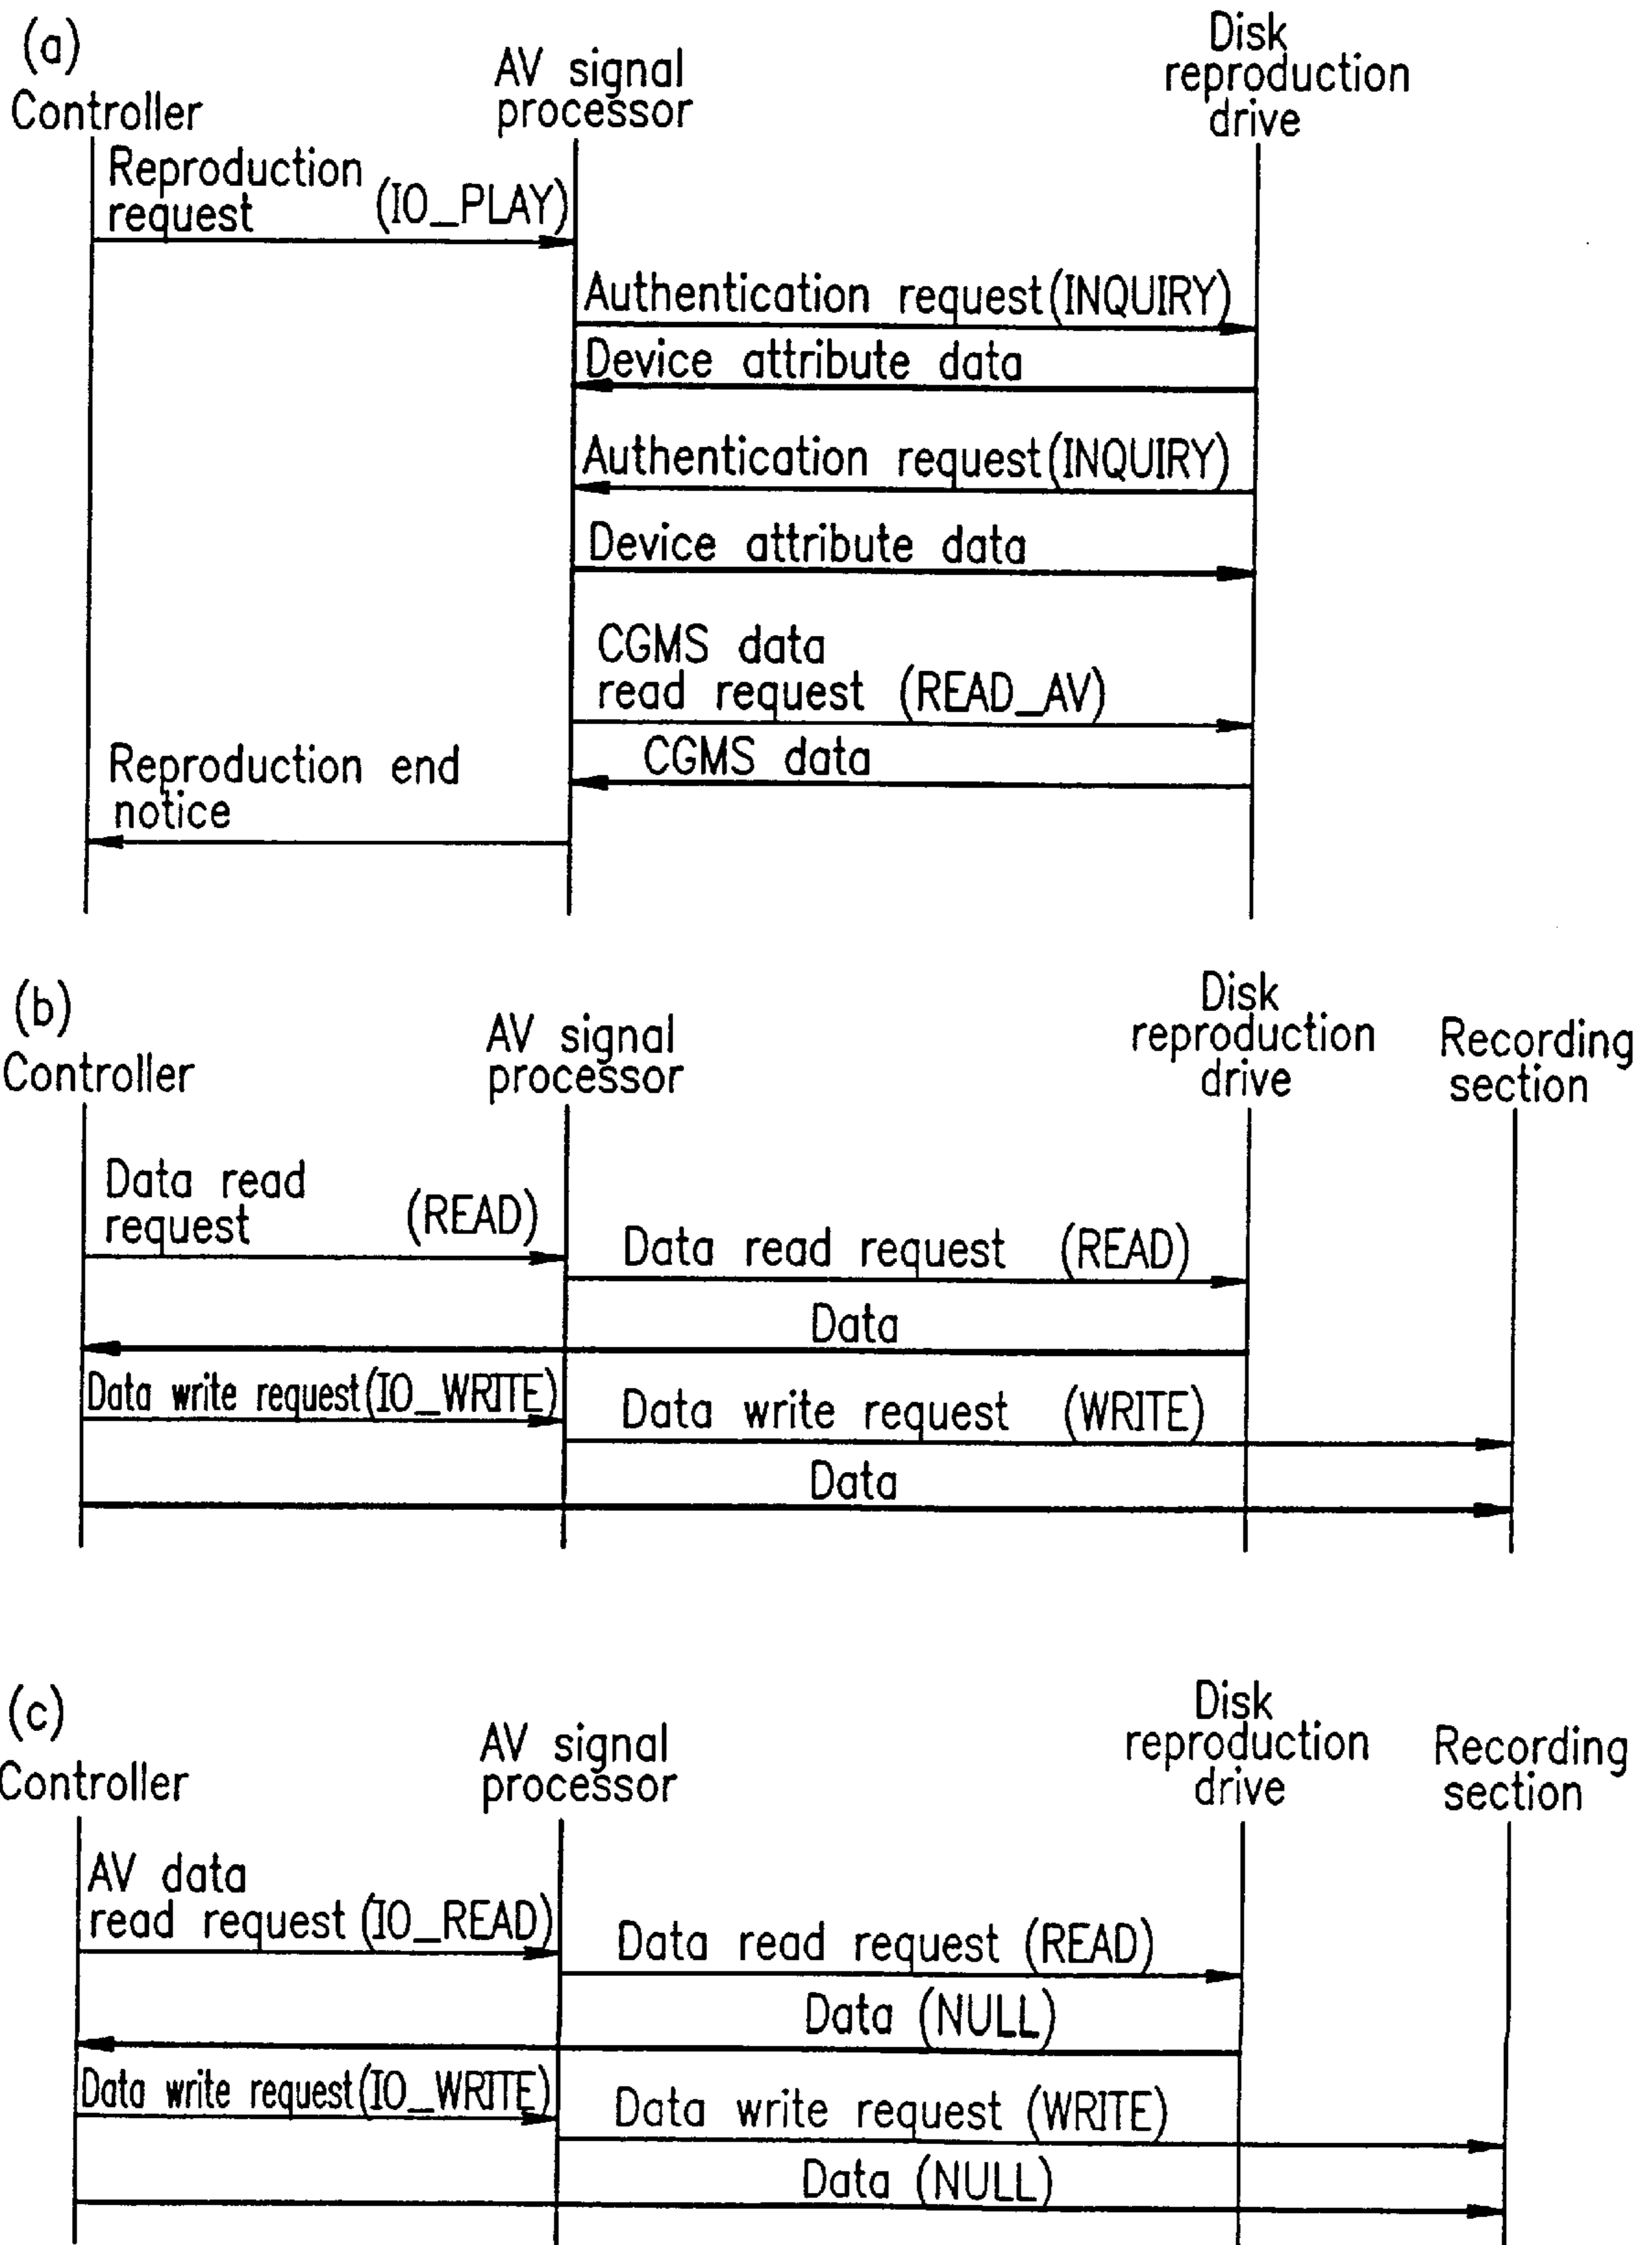 (a)
Controller
AV signal
processor
Disk
reproduction
drive
Reproduction
request (IO_PLAY)
Authentication request(INQUIRY)
Device attribute data
Authentication request(INQUIRY)
Device attribute data
CGMS data
read request (READ_AV)
CGMS data
Reproduction end
notice
(b)
Controller
AV signal
processor
Disk
reproduction
drive
Recording
section
Data read
request (READ)
Data read request (READ)
Data
Data write request(IO_WRITE)
Data write request (WRITE)
Data
(c)
Controller
AV signal
processor
Disk
reproduction
drive
Recording
section
AV data
read request(IO_READ)
Data read request (READ)
Data (NULL)
Data write request(IO_WRITE)
Data write request (WRITE)
Data (NULL)